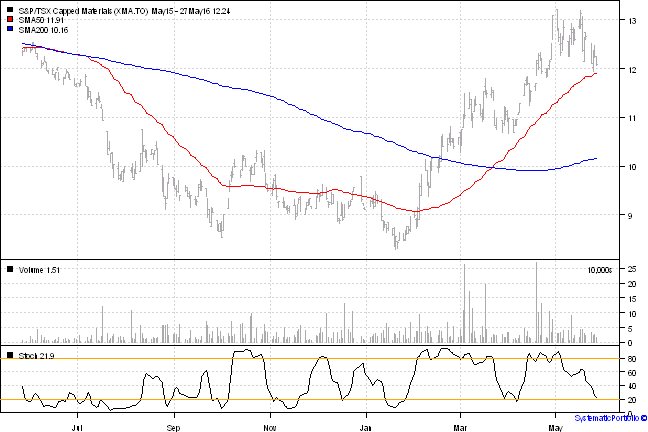 S&P/TSX Capped Materials (XMA.TO) May15 - 27May16 12.24
SMA50 11.91
SMA200 10.16
13
12
11
10
9
Volume 1.51
10,000s
25
20
15
10
5
0
Stoch 21.9
80
60
40
20
0
Jul Sep Nov Jan Mar May
SystematicPortfolio ©